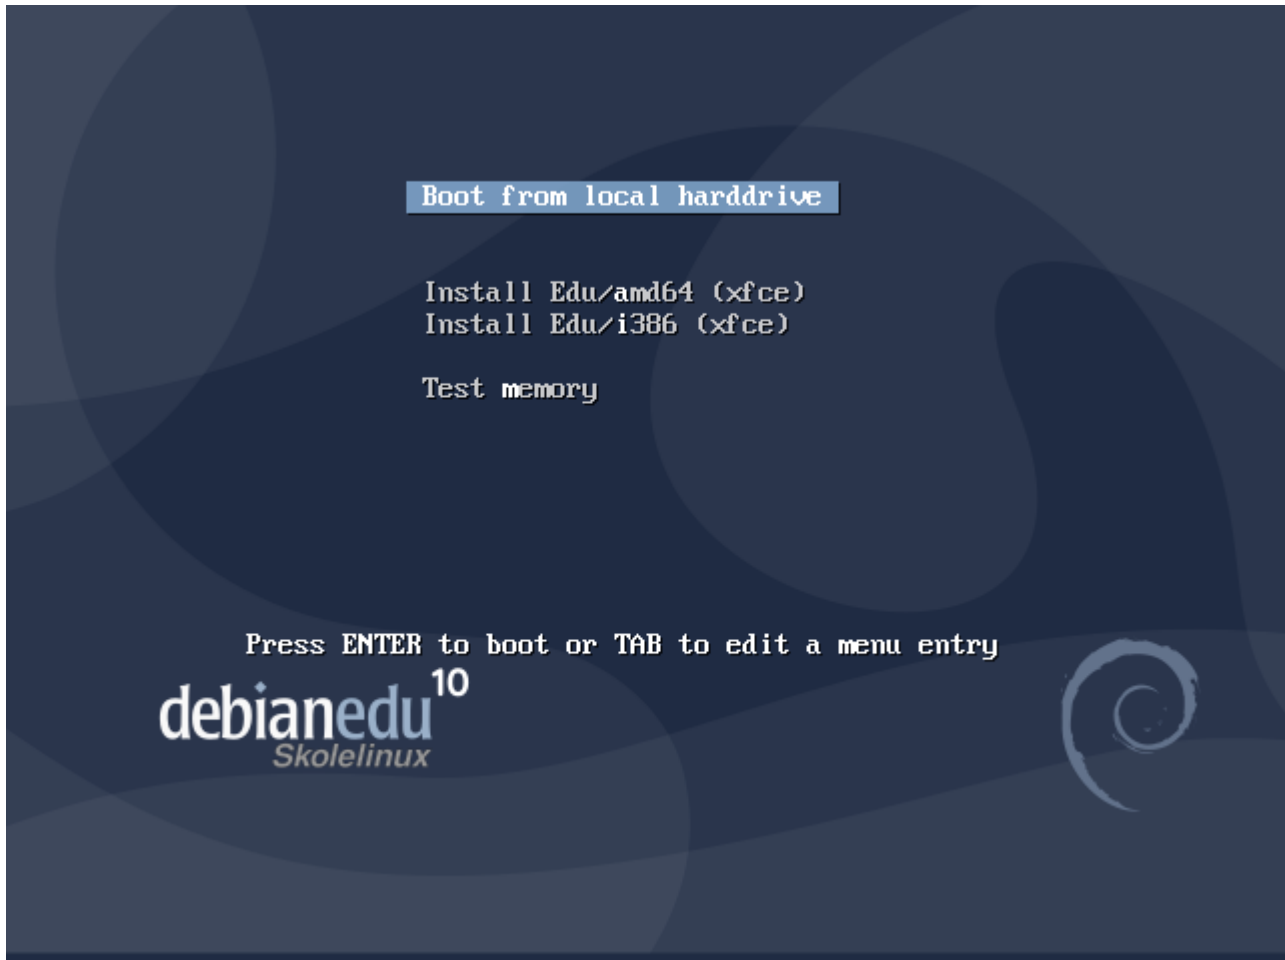 Boot from local harddrive
Install Edu/amd64 (xfce)
Install Edu/i386 (xfce)
Test memory
Press ENTER to boot or TAB to edit a menu entry
debianedu 10
Skolelinux